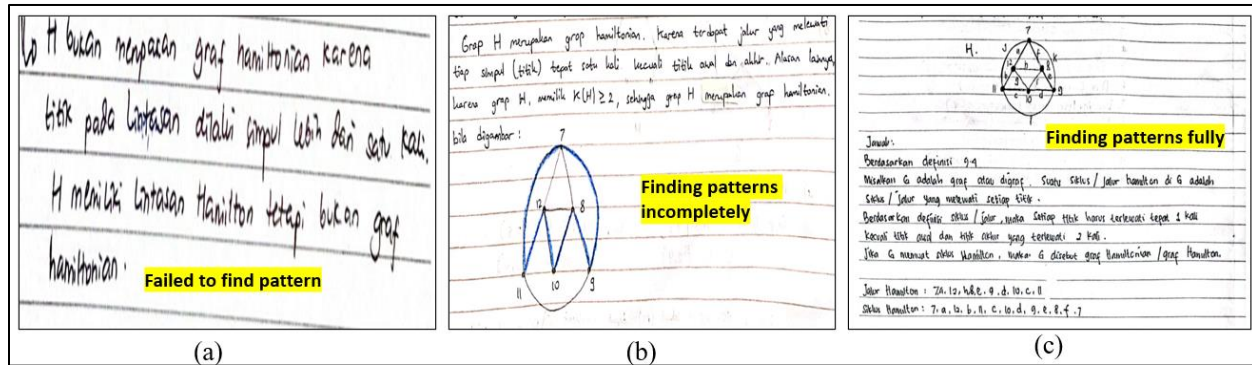 H bukan merupakan graf hamiltonian karena
titik pada lintasan dilalui simpul lebih dari satu kali.
H memiliki lintasan Hamilton tetapi bukan graf
hamiltonian.
Failed to find pattern
(a)
Grap H merupakan grap hamiltonian, karena terdapat jalur yang melewati
tiap simpul (titik) tepat satu kali kecuali titik awal dan akhir. Alasan lainnya,
karena grap H, memilik K(H) ≥ 2, sehingga grap H merupakan graf hamiltonian.
bila digambar:
7
12 8
11 10 9
Finding patterns
incompletely
(b)
H.
7
12 8
11 10 9
Finding patterns fully
Jawab:
Berdasarkan definisi 9.4
Misalkan G adalah graf atau digraf. Suatu siklus / jalur hamilton di G adalah
siklus / jalur yang melewati setiap titik.
Berdasarkan definisi siklus / jalur, maka setiap titik harus terlewati tepat 1 kali
kecuali titik awal dan titik akhir yang terlewati 2 kali.
Jika G memuat siklus Hamilton, maka G disebut graf Hamiltonian / graf Hamilton.
Jalur Hamilton :
Siklus Hamilton : 7, a, 12, b, 11, c, 10, d, 9, e, 8, f, 7
(c)